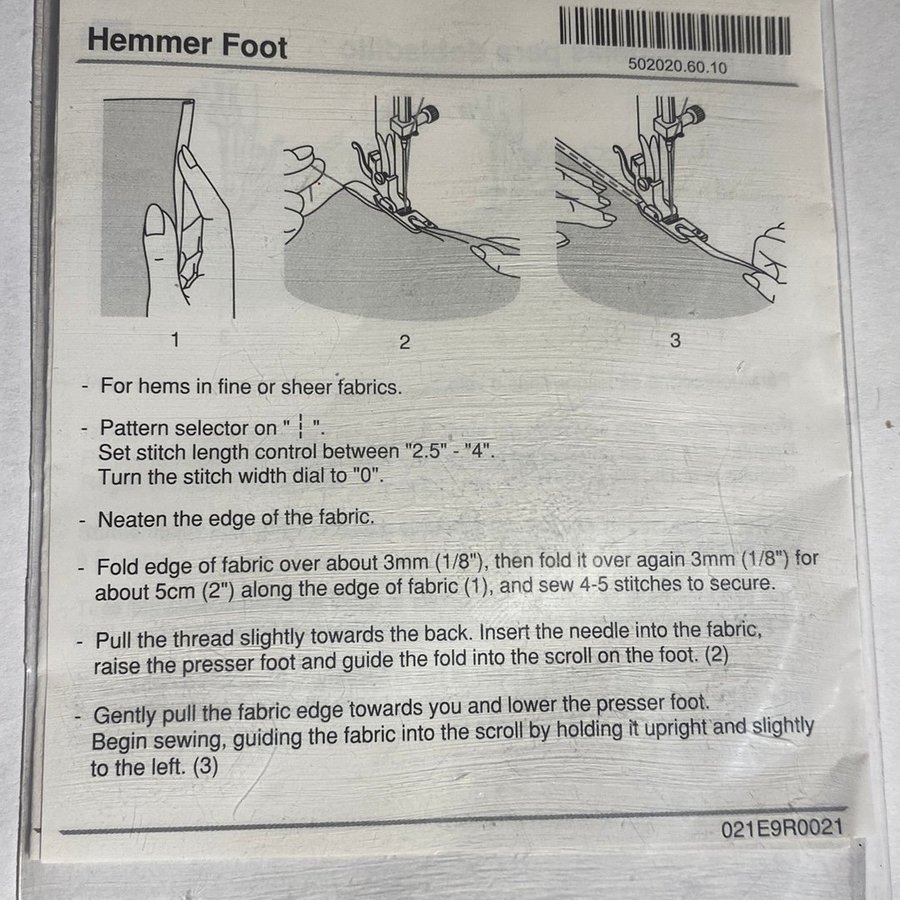 Hemmer Foot
502020.60.10
1
2
3
- For hems in fine or sheer fabrics.
- Pattern selector on " ┆ ".
Set stitch length control between "2.5" - "4".
Turn the stitch width dial to "0".
- Neaten the edge of the fabric.
- Fold edge of fabric over about 3mm (1/8"), then fold it over again 3mm (1/8") for
about 5cm (2") along the edge of fabric (1), and sew 4-5 stitches to secure.
- Pull the thread slightly towards the back. Insert the needle into the fabric,
raise the presser foot and guide the fold into the scroll on the foot. (2)
- Gently pull the fabric edge towards you and lower the presser foot.
Begin sewing, guiding the fabric into the scroll by holding it upright and slightly
to the left. (3)
021E9R0021